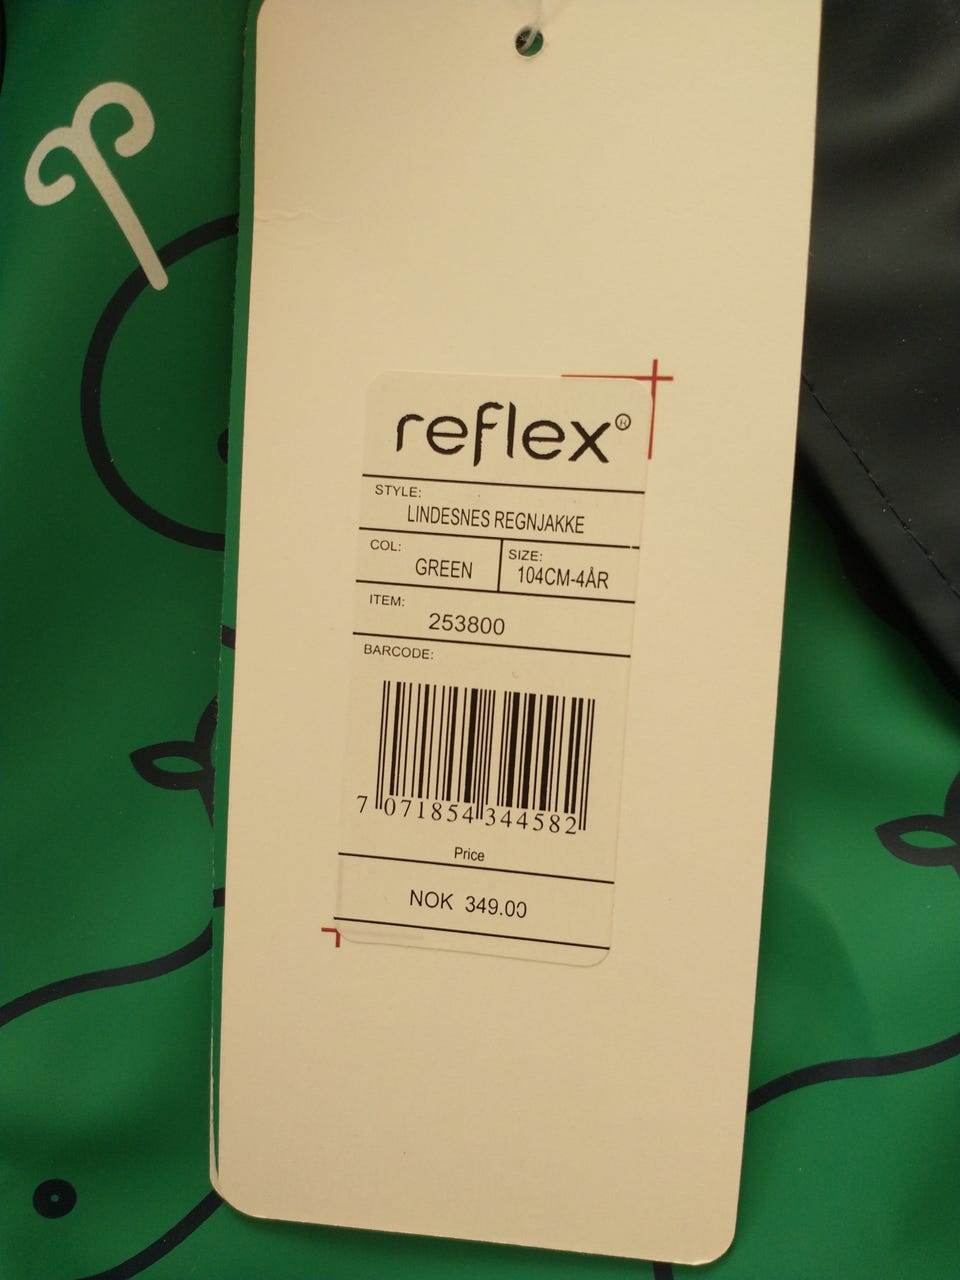 reflex®
STYLE:
LINDESNES REGNJAKKE
COL:
GREEN
SIZE:
104CM-4ÅR
ITEM:
253800
BARCODE:
7 071854 344582
Price
NOK 349.00